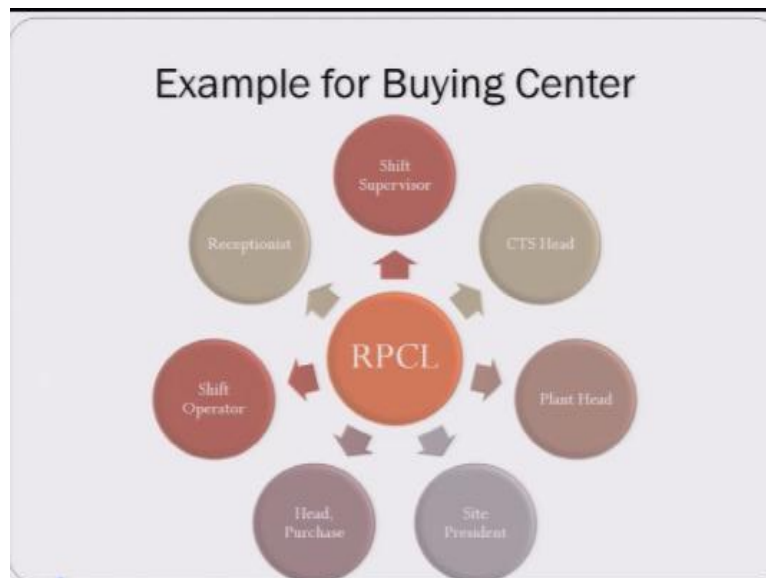 Example for Buying Center
Shift
Supervisor
CTS Head
Plant Head
Site
President
Head,
Purchase
Shift
Operator
Receptionist
RPCL